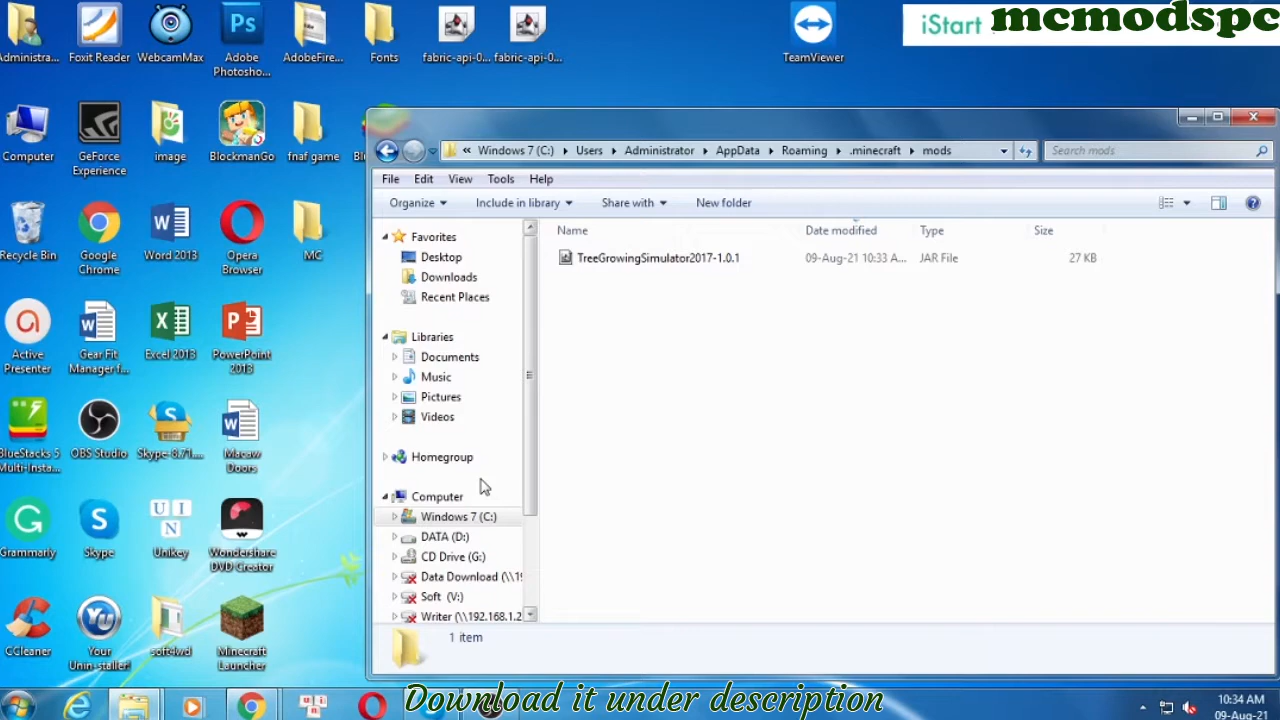 mcmodspc
iStart
Administra...
Foxit Reader
WebcamMax
Adobe
Photosho...
AdobeFire...
Fonts
fabric-api-0...
fabric-api-0...
TeamViewer
Computer
GeForce
Experience
image
BlockmanGo
fnaf game
Recycle Bin
Google
Chrome
Word 2013
Opera
Browser
MC
Active
Presenter
Gear Fit
Manager f...
Excel 2013
PowerPoint
2013
BlueStacks 5
Multi-Insta...
OBS Studio
Skype-8.71....
Macaw
Doors
Grammarly
Skype
Unikey
Wondershare
DVD Creator
CCleaner
Your
Unin-staller!
soft4wd
Minecraft
Launcher
« Windows 7 (C:) Users Administrator AppData Roaming .minecraft mods
Search mods
File Edit View Tools Help
Organize Include in library Share with New folder
Name Date modified Type Size
TreeGrowingSimulator2017-1.0.1 09-Aug-21 10:33 A... JAR File 27 KB
Favorites
Desktop
Downloads
Recent Places
Libraries
Documents
Music
Pictures
Videos
Homegroup
Computer
Windows 7 (C:)
DATA (D:)
CD Drive (G:)
Data Download (\\19
Soft (V:)
Writer (\\192.168.1.2
1 item
Download it under description
10:34 AM
09-Aug-21